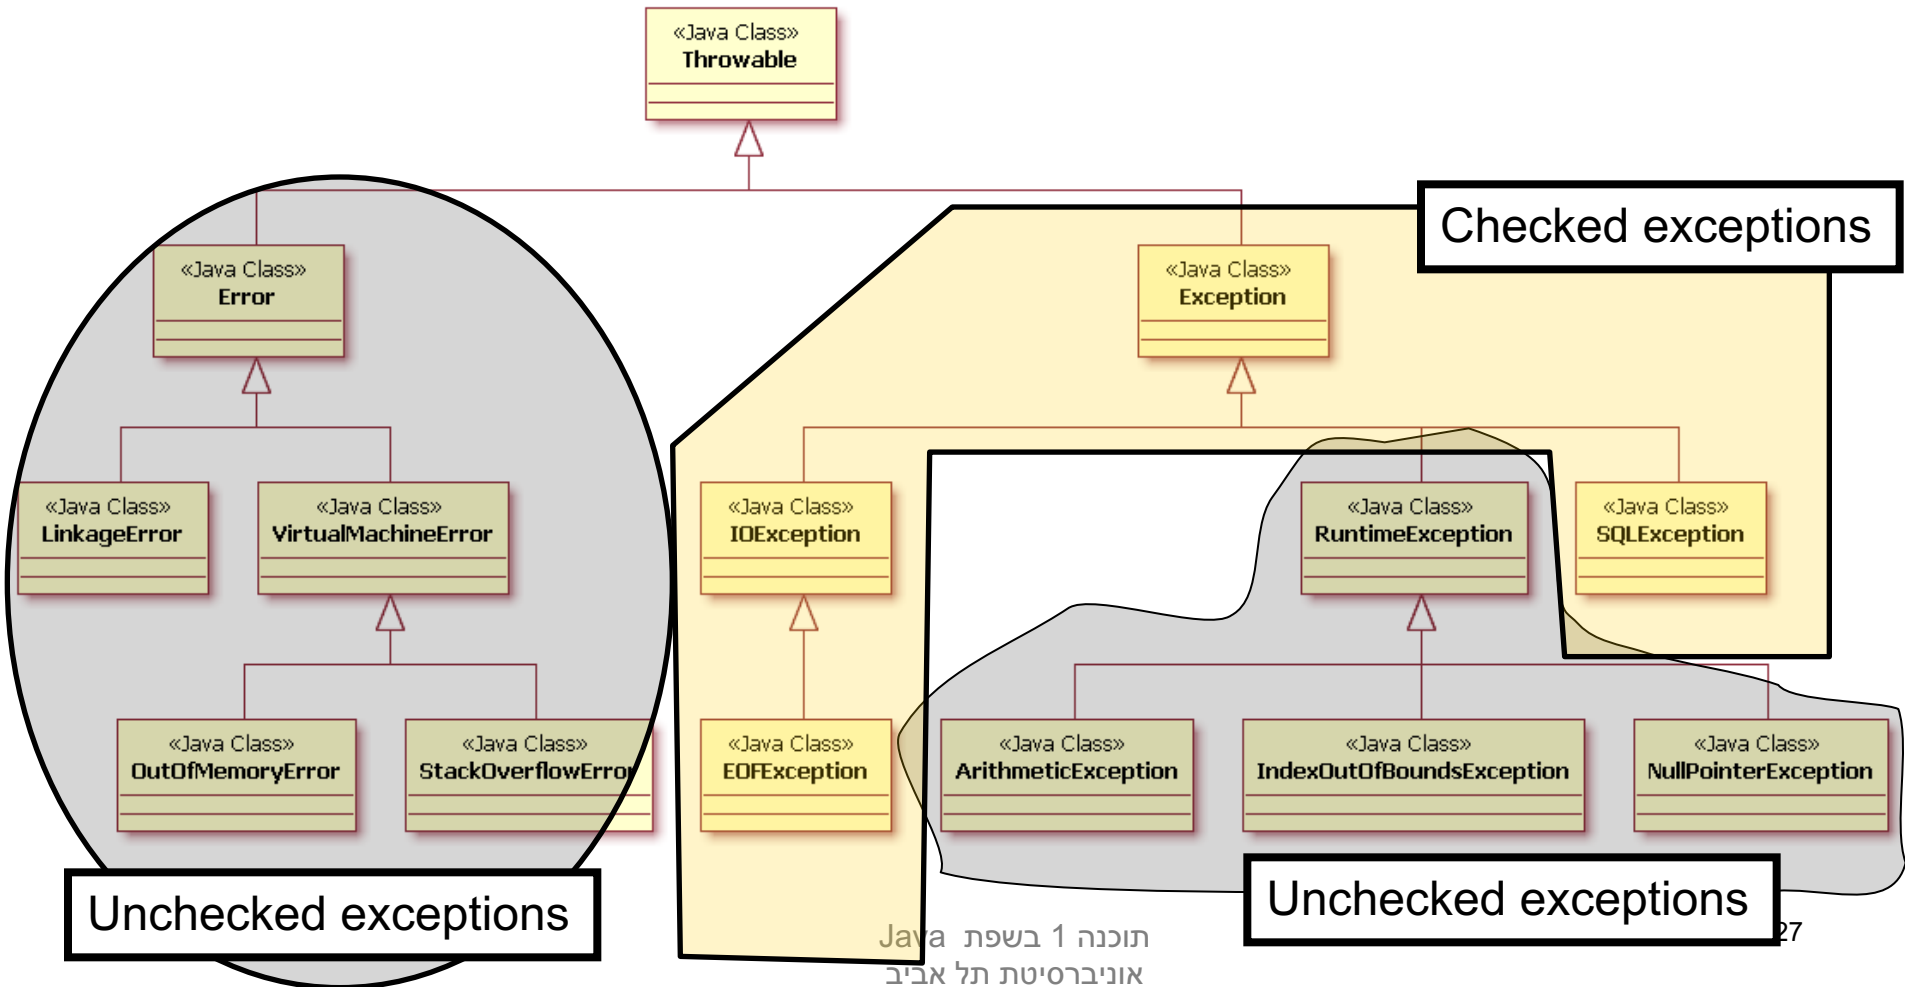 «Java Class»
Throwable
Checked exceptions
«Java Class»
Error
«Java Class»
Exception
«Java Class»
LinkageError
«Java Class»
VirtualMachineError
«Java Class»
IOException
«Java Class»
RuntimeException
«Java Class»
SQLException
«Java Class»
OutOfMemoryError
«Java Class»
StackOverflowError
«Java Class»
EOFException
«Java Class»
ArithmeticException
«Java Class»
IndexOutOfBoundsException
«Java Class»
NullPointerException
Unchecked exceptions
Unchecked exceptions
תוכנה 1 בשפת Java
אוניברסיטת תל אביב
27